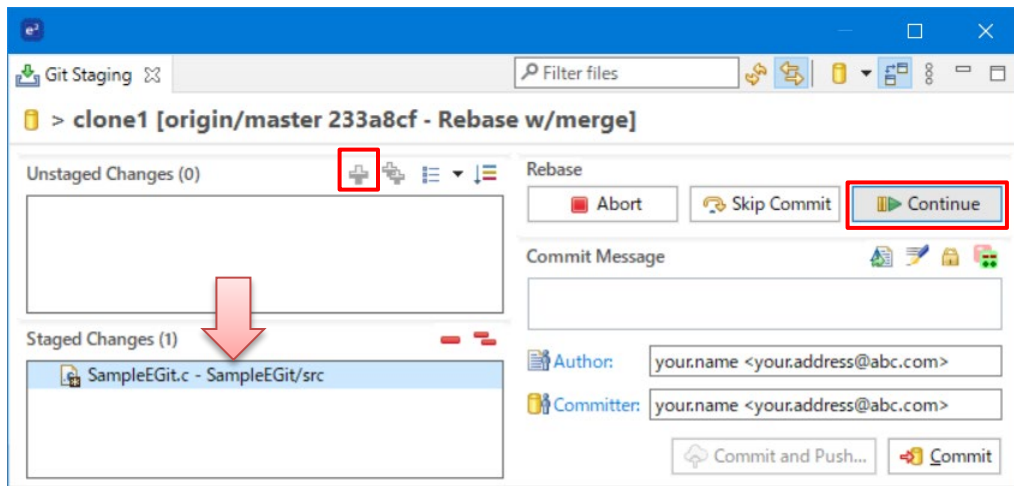 e²
Git Staging
Filter files
> clone1 [origin/master 233a8cf - Rebase w/merge]
Unstaged Changes (0)
Staged Changes (1)
SampleEGit.c - SampleEGit/src
Rebase
Abort
Skip Commit
Continue
Commit Message
Author:
your.name <your.address@abc.com>
Committer:
your.name <your.address@abc.com>
Commit and Push...
Commit